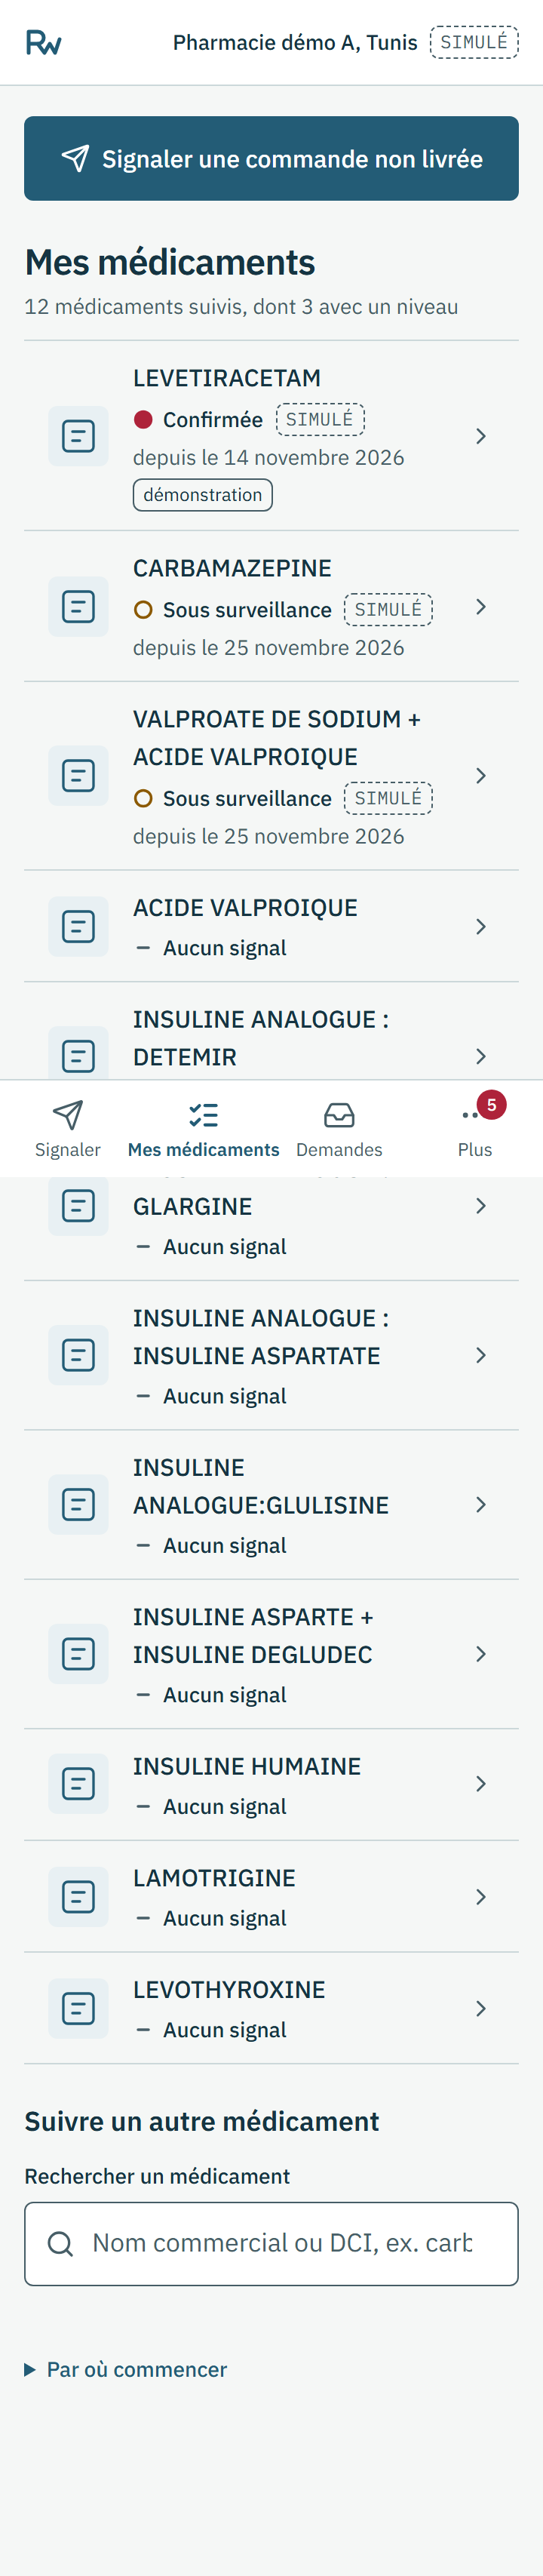 Rw
Pharmacie démo A, Tunis SIMULÉ
Signaler une commande non livrée
Mes médicaments
12 médicaments suivis, dont 3 avec un niveau
LEVETIRACETAM
Confirmée SIMULÉ
depuis le 14 novembre 2026
démonstration
CARBAMAZEPINE
Sous surveillance SIMULÉ
depuis le 25 novembre 2026
VALPROATE DE SODIUM +
ACIDE VALPROIQUE
Sous surveillance SIMULÉ
depuis le 25 novembre 2026
ACIDE VALPROIQUE
– Aucun signal
INSULINE ANALOGUE :
DETEMIR
5
Signaler Mes médicaments Demandes Plus
GLARGINE
– Aucun signal
INSULINE ANALOGUE :
INSULINE ASPARTATE
– Aucun signal
INSULINE
ANALOGUE:GLULISINE
– Aucun signal
INSULINE ASPARTE +
INSULINE DEGLUDEC
– Aucun signal
INSULINE HUMAINE
– Aucun signal
LAMOTRIGINE
– Aucun signal
LEVOTHYROXINE
– Aucun signal
Suivre un autre médicament
Rechercher un médicament
Nom commercial ou DCI, ex. carb
Par où commencer